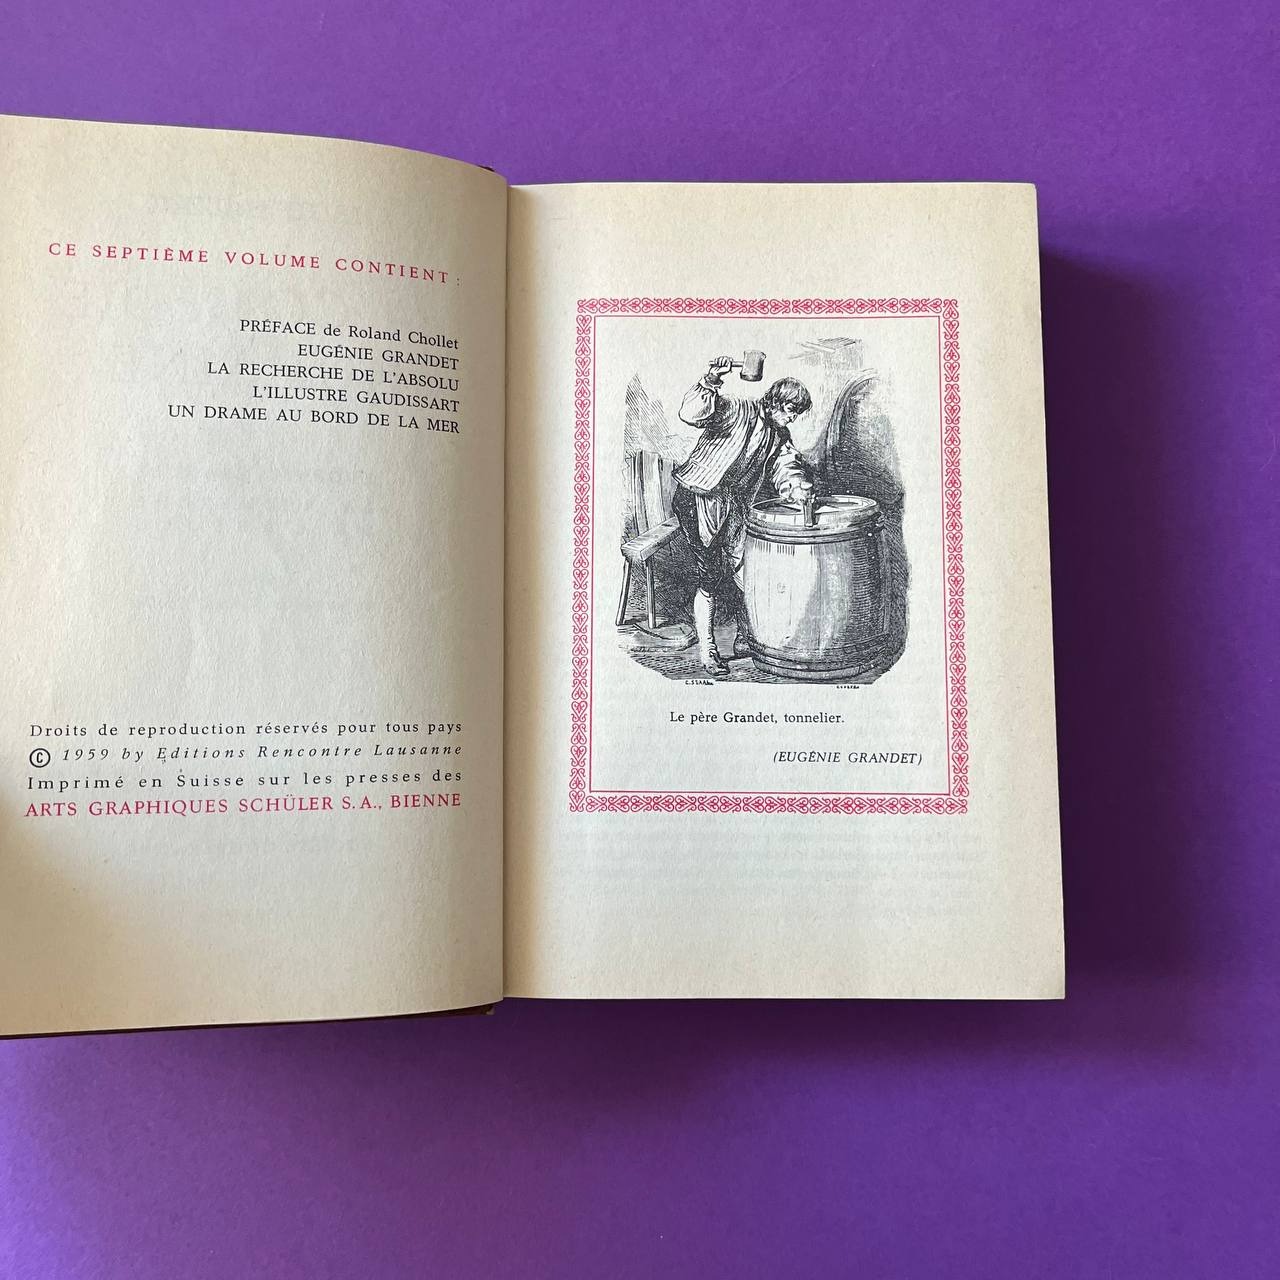 CE SEPTIÈME VOLUME CONTIENT :
PRÉFACE de Roland Chollet
EUGÉNIE GRANDET
LA RECHERCHE DE L'ABSOLU
L'ILLUSTRE GAUDISSART
UN DRAME AU BORD DE LA MER
Droits de reproduction réservés pour tous pays
© 1959 by Editions Rencontre Lausanne
Imprimé en Suisse sur les presses des
ARTS GRAPHIQUES SCHÜLER S. A., BIENNE
Le père Grandet, tonnelier.
(EUGÉNIE GRANDET)